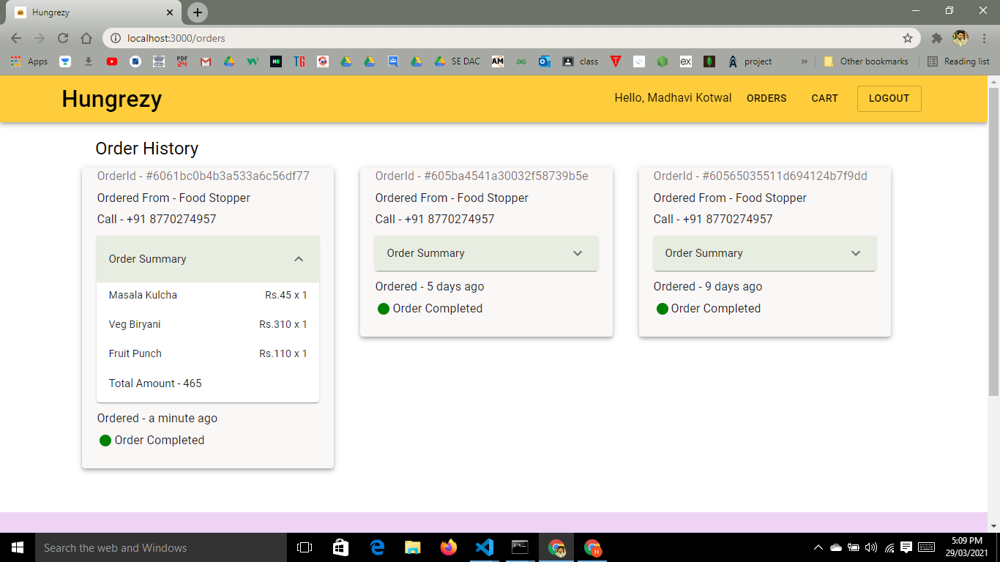 Hungrezy
localhost:3000/orders
Apps
PDF 24
TG
SE DAC
AM
class
ex
project
»
Other bookmarks
Reading list
Hungrezy
Hello, Madhavi Kotwal ORDERS CART LOGOUT
Order History
OrderId - #6061bc0b4b3a533a6c56df77
Ordered From - Food Stopper
Call - +91 8770274957
Order Summary
Masala Kulcha Rs.45 x 1
Veg Biryani Rs.310 x 1
Fruit Punch Rs.110 x 1
Total Amount - 465
Ordered - a minute ago
Order Completed
OrderId - #605ba4541a30032f58739b5e
Ordered From - Food Stopper
Call - +91 8770274957
Order Summary
Ordered - 5 days ago
Order Completed
OrderId - #60565035511d694124b7f9dd
Ordered From - Food Stopper
Call - +91 8770274957
Order Summary
Ordered - 9 days ago
Order Completed
Search the web and Windows
H
5:09 PM
29/03/2021